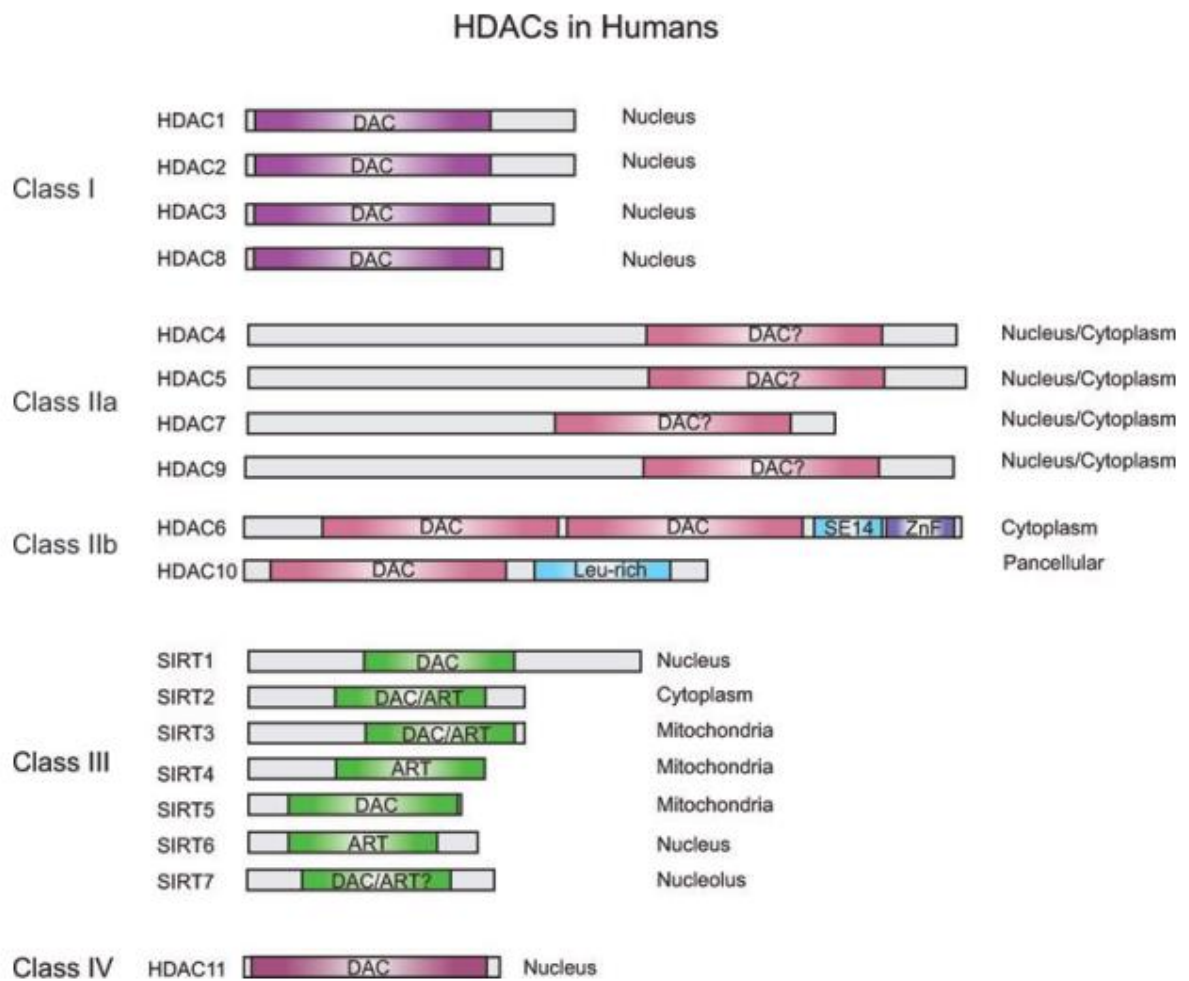 HDACs in Humans
Class I
HDAC1 DAC Nucleus
HDAC2 DAC Nucleus
HDAC3 DAC Nucleus
HDAC8 DAC Nucleus
Class IIa
HDAC4 DAC? Nucleus/Cytoplasm
HDAC5 DAC? Nucleus/Cytoplasm
HDAC7 DAC? Nucleus/Cytoplasm
HDAC9 DAC? Nucleus/Cytoplasm
Class IIb
HDAC6 DAC DAC SE14 ZnF Cytoplasm
HDAC10 DAC Leu-rich Pancellular
Class III
SIRT1 DAC Nucleus
SIRT2 DAC/ART Cytoplasm
SIRT3 DAC/ART Mitochondria
SIRT4 ART Mitochondria
SIRT5 DAC Mitochondria
SIRT6 ART Nucleus
SIRT7 DAC/ART? Nucleolus
Class IV HDAC11 DAC Nucleus